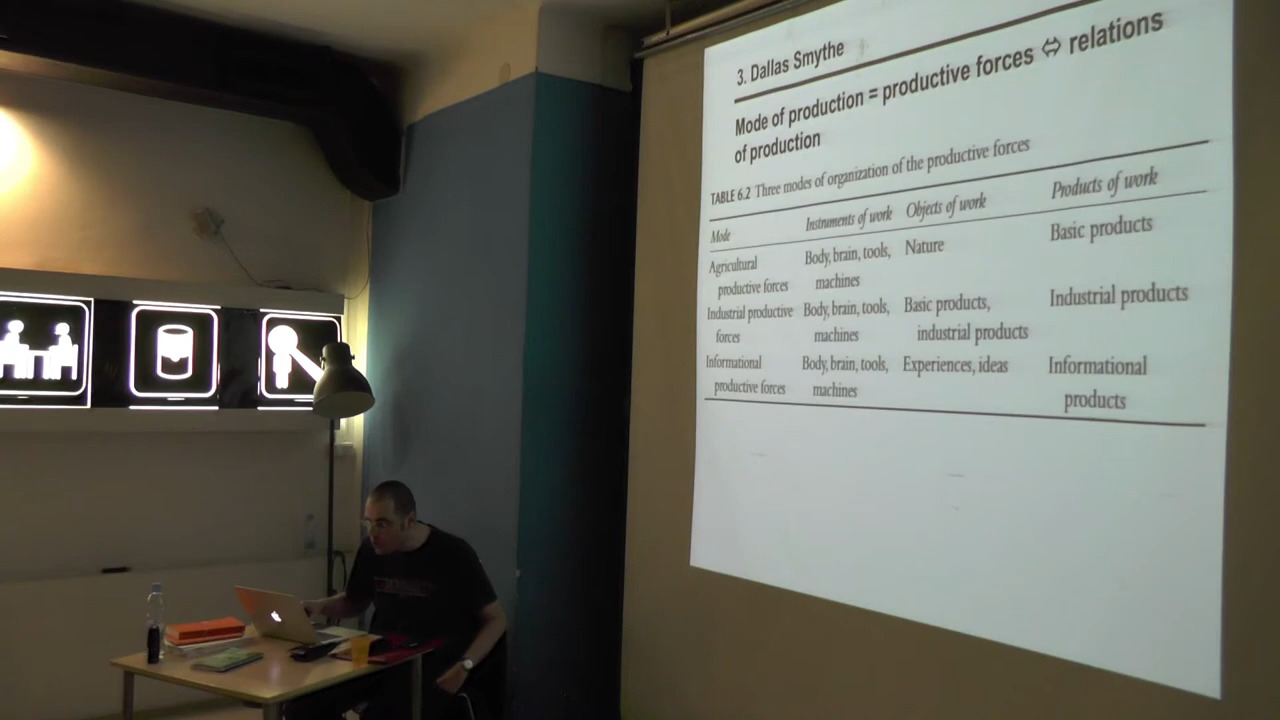 3. Dallas Smythe
Mode of production = productive forces ⇔ relations
of production
TABLE 6.2 Three modes of organization of the productive forces
Mode Instruments of work Objects of work Products of work
Agricultural Body, brain, tools, Nature Basic products
productive forces machines
Industrial productive Body, brain, tools, Basic products, Industrial products
forces machines industrial products
Informational Body, brain, tools, Experiences, ideas Informational
productive forces machines products